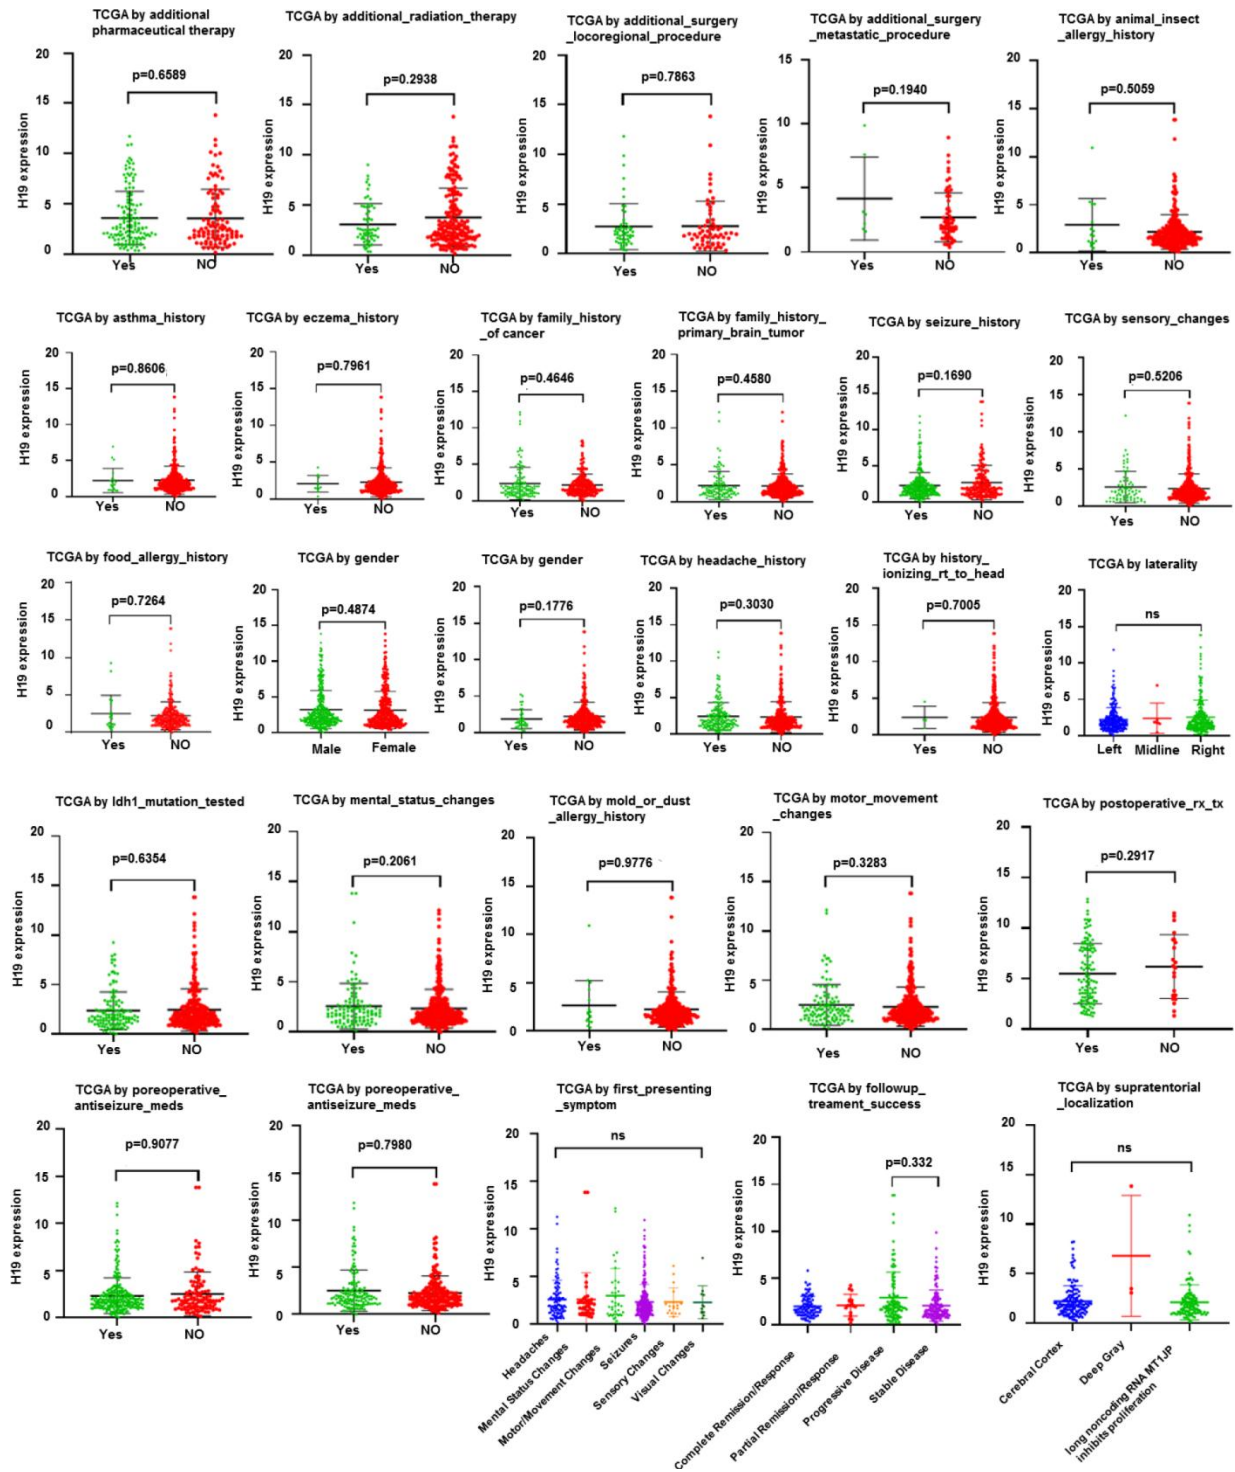 TCGA by additional
pharmaceutical therapy
20
15
10
5
0
H19 expression
p=0.6589
Yes
NO
TCGA by additional_radiation_therapy
20
15
10
5
0
H19 expression
p=0.2938
Yes
NO
TCGA by additional_surgery
_locoregional_procedure
20
15
10
5
0
H19 expression
p=0.7863
Yes
NO
TCGA by additional_surgery
_metastatic_procedure
15
10
5
0
H19 expression
p=0.1940
Yes
NO
TCGA by animal_insect
_allergy_history
20
15
10
5
0
H19 expression
p=0.5059
Yes
NO
TCGA by asthma_history
20
15
10
5
0
H19 expression
p=0.8606
Yes
NO
TCGA by eczema_history
20
15
10
5
0
H19 expression
p=0.7961
Yes
NO
TCGA by family_history
_of cancer
20
15
10
5
0
H19 expression
p=0.4646
Yes
NO
TCGA by family_history_
primary_brain_tumor
20
15
10
5
0
H19 expression
p=0.4580
Yes
NO
TCGA by seizure_history
20
15
10
5
0
H19 expression
p=0.1690
Yes
NO
TCGA by sensory_changes
20
15
10
5
0
H19 expression
p=0.5206
Yes
NO
TCGA by food_allergy_history
20
15
10
5
0
H19 expression
p=0.7264
Yes
NO
TCGA by gender
20
15
10
5
0
H19 expression
p=0.4874
Male
Female
TCGA by gender
20
15
10
5
0
H19 expression
p=0.1776
Yes
NO
TCGA by headache_history
20
15
10
5
0
H19 expression
p=0.3030
Yes
NO
TCGA by history_
ionizing_rt_to_head
20
15
10
5
0
H19 expression
p=0.7005
Yes
NO
TCGA by laterality
20
15
10
5
0
H19 expression
ns
Left
Midline
Right
TCGA by ldh1_mutation_tested
20
15
10
5
0
H19 expression
p=0.6354
Yes
NO
TCGA by mental_status_changes
20
15
10
5
0
H19 expression
p=0.2061
Yes
NO
TCGA by mold_or_dust
_allergy_history
20
15
10
5
0
H19 expression
p=0.9776
Yes
NO
TCGA by motor_movement
_changes
20
15
10
5
0
H19 expression
p=0.3283
Yes
NO
TCGA by postoperative_rx_tx
20
15
10
5
0
H19 expression
p=0.2917
Yes
NO
TCGA by poreoperative_
antiseizure_meds
20
15
10
5
0
H19 expression
p=0.9077
Yes
NO
TCGA by poreoperative_
antiseizure_meds
20
15
10
5
0
H19 expression
p=0.7980
Yes
NO
TCGA by first_presenting
_symptom
20
15
10
5
0
H19 expression
ns
Headaches
Mental Status Changes
Motor/Movement Changes
Seizures
Sensory Changes
Visual Changes
TCGA by followup_
treament_success
20
15
10
5
0
H19 expression
p=0.332
Complete Remission/Response
Partial Remission/Response
Progressive Disease
Stable Disease
TCGA by supratentorial
_localization
20
15
10
5
0
H19 expression
ns
Cerebral Cortex
Deep Gray
long noncoding RNA MT1JP
inhibits proliferation